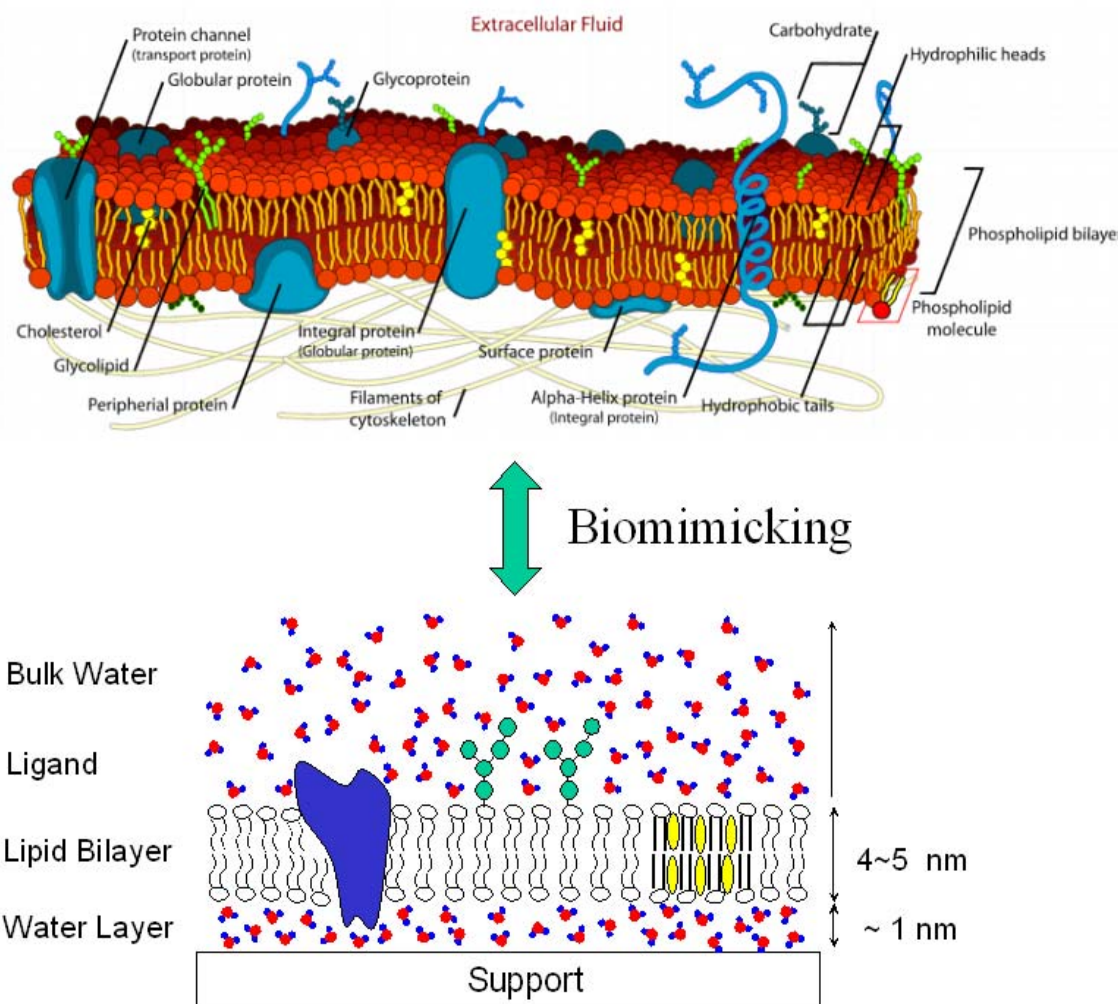 Extracellular Fluid
Protein channel
(transport protein)
Globular protein
Glycoprotein
Carbohydrate
Hydrophilic heads
Phospholipid bilayer
Phospholipid
molecule
Cholesterol
Glycolipid
Peripherial protein
Integral protein
(Globular protein)
Filaments of
cytoskeleton
Surface protein
Alpha-Helix protein
(Integral protein)
Hydrophobic tails
Biomimicking
Bulk Water
Ligand
Lipid Bilayer
4~5 nm
Water Layer
~ 1 nm
Support